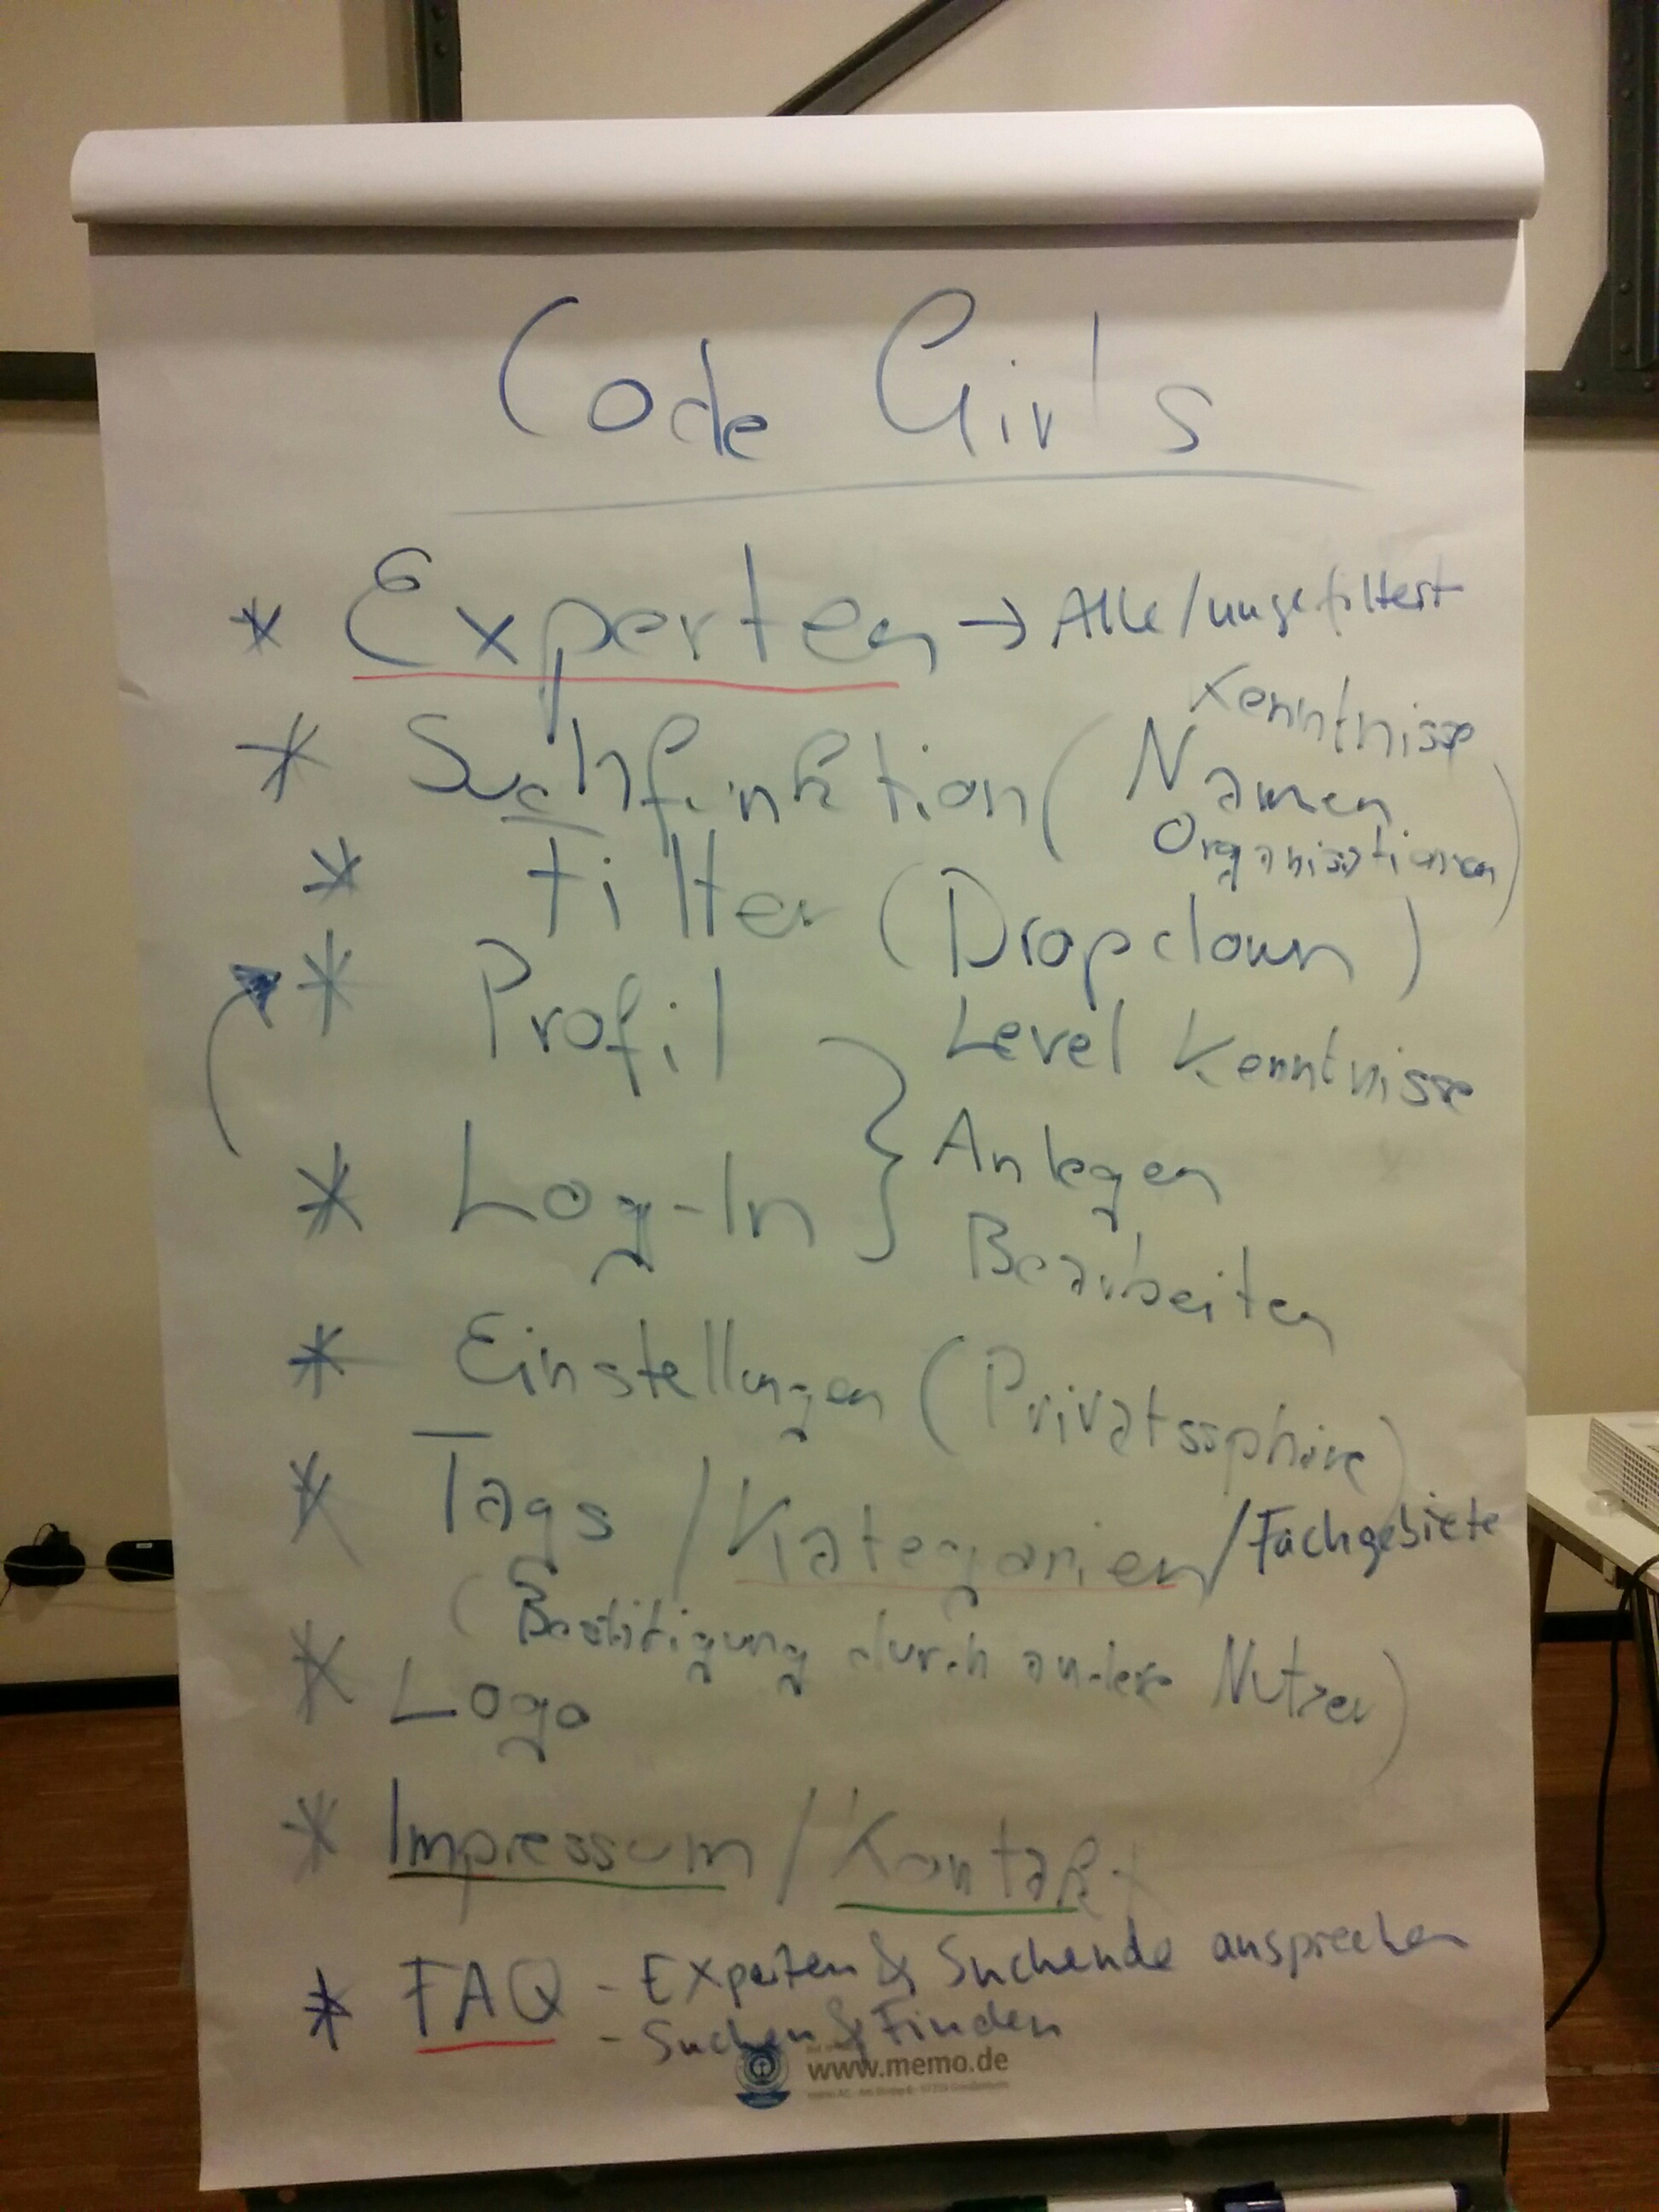 Code Girls
* Experten → Alle/ungefiltert
* Suchfunktion (Kenntnisse
Namen
Organisationen)
* Filter (Dropdown)
* Profil Level Kenntnisse
* Log-In } Anlegen
Bearbeiten
* Einstellungen (Privatssphäre)
* Tags / Kategorien / Fachgebiete
(Bestätigung durch andere Nutzer)
* Logo
* Impressum / Kontakt
* FAQ - Experten & Suchende ansprechen
- Suchen & Finden
www.memo.de